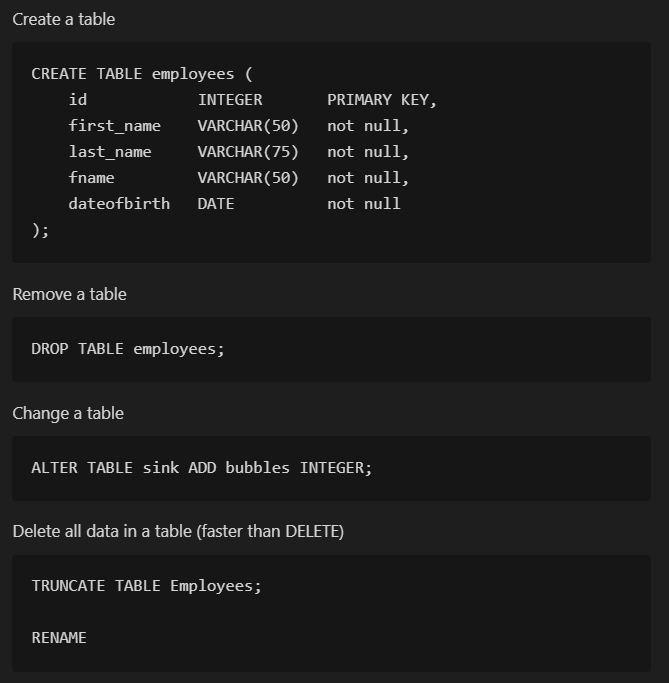 Create a table
CREATE TABLE employees (
    id            INTEGER       PRIMARY KEY,
    first_name    VARCHAR(50)   not null,
    last_name     VARCHAR(75)   not null,
    fname         VARCHAR(50)   not null,
    dateofbirth   DATE          not null
);
Remove a table
DROP TABLE employees;
Change a table
ALTER TABLE sink ADD bubbles INTEGER;
Delete all data in a table (faster than DELETE)
TRUNCATE TABLE Employees;
RENAME